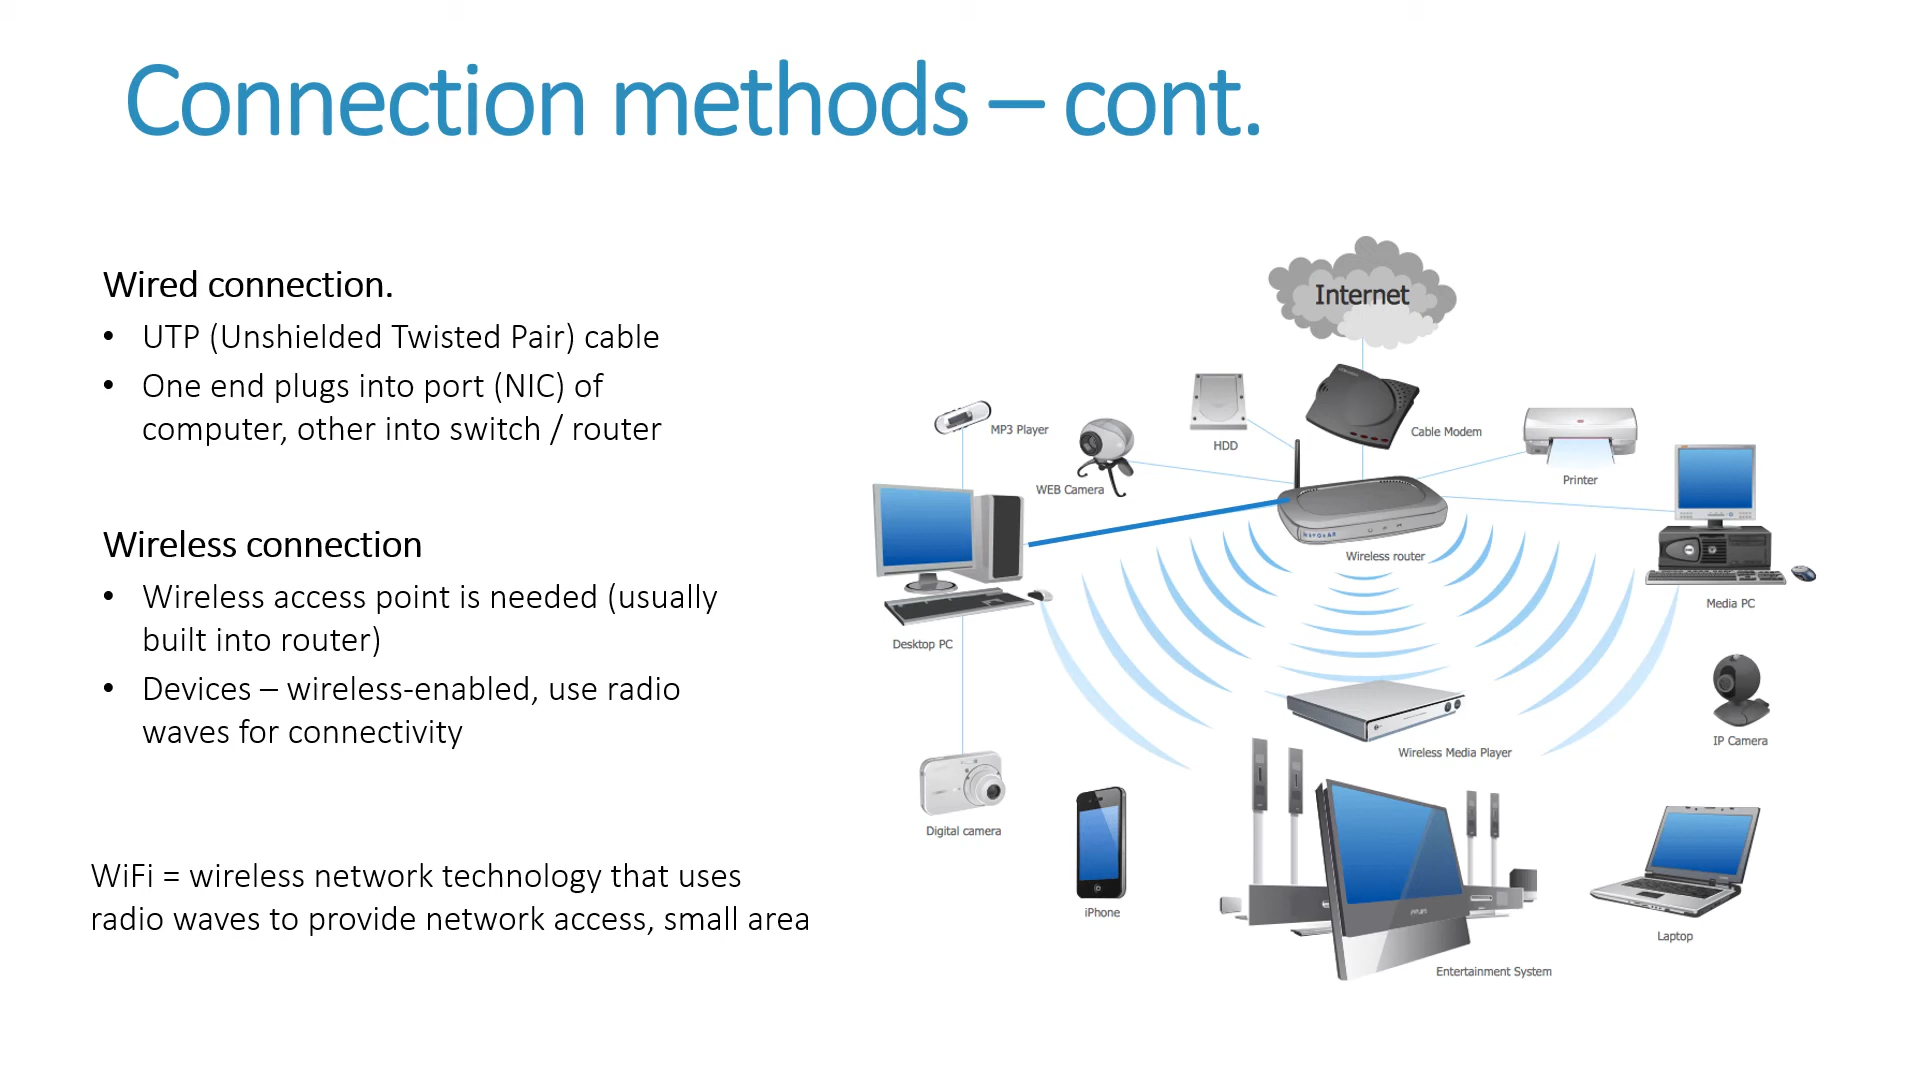 Connection methods – cont.
Wired connection.
• UTP (Unshielded Twisted Pair) cable
• One end plugs into port (NIC) of
computer, other into switch / router
Wireless connection
• Wireless access point is needed (usually
built into router)
• Devices – wireless-enabled, use radio
waves for connectivity
WiFi = wireless network technology that uses
radio waves to provide network access, small area
Internet
MP3 Player
WEB Camera
HDD
Cable Modem
Printer
Wireless router
Desktop PC
Media PC
IP Camera
Wireless Media Player
Digital camera
iPhone
Laptop
Entertainment System